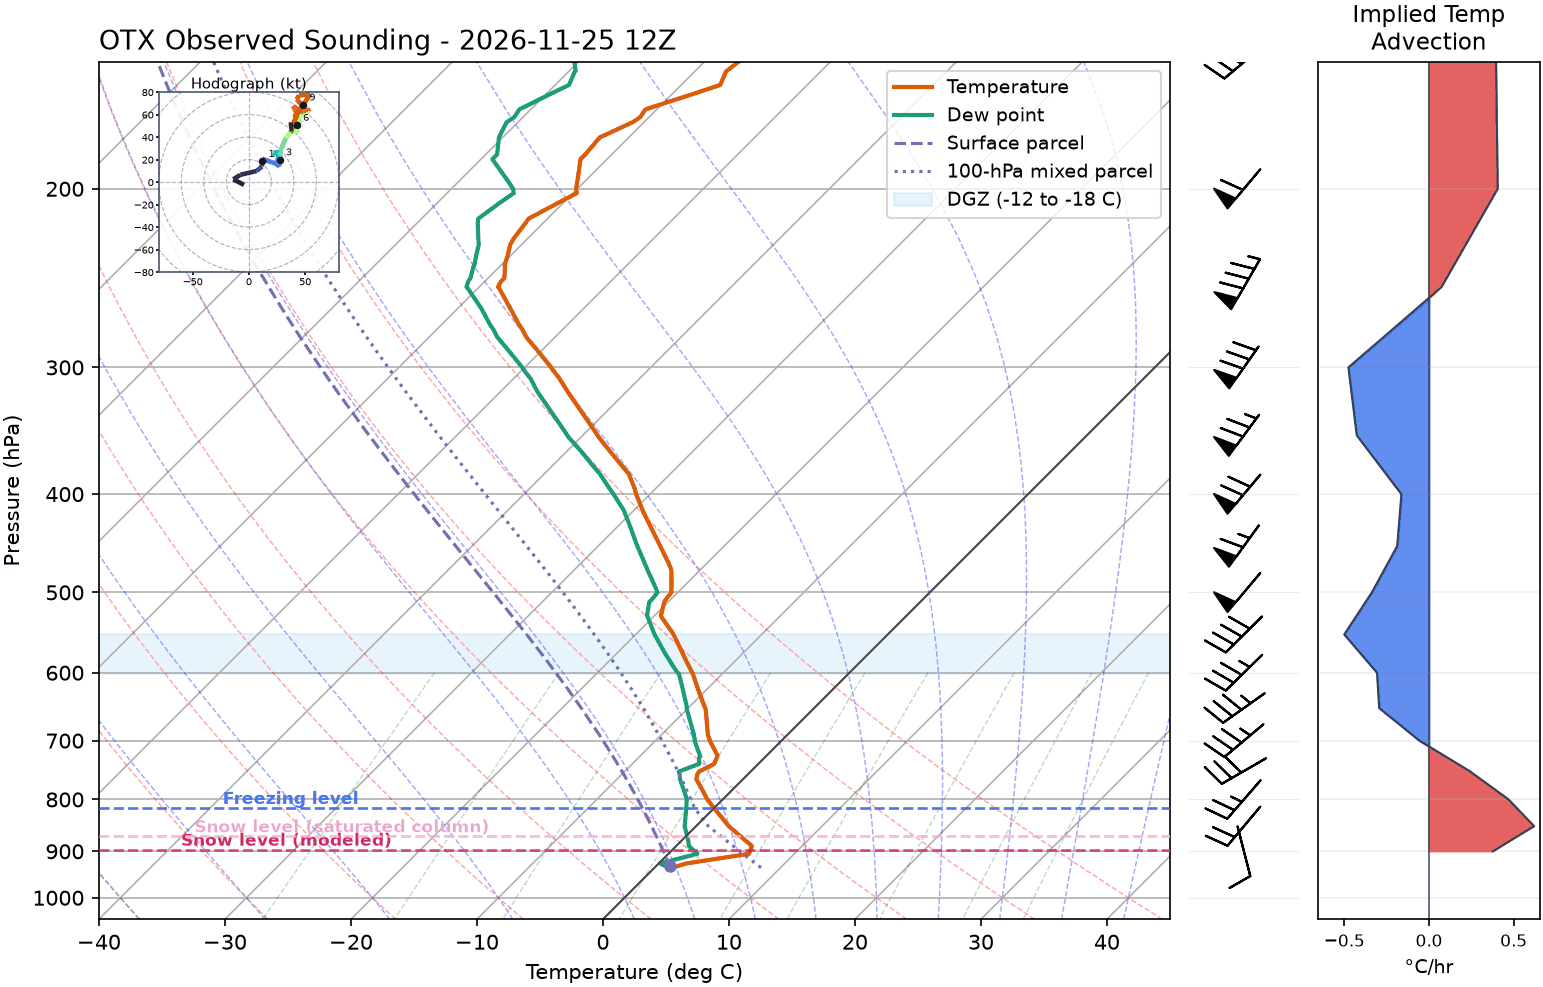 OTX Observed Sounding - 2026-11-25 12Z
Implied Temp
Advection
Hodograph (kt)
80
60
40
20
0
−20
−40
−60
−80
−50
0
50
1
3
6
9
Temperature
Dew point
Surface parcel
100-hPa mixed parcel
DGZ (-12 to -18 C)
Pressure (hPa)
200
300
400
500
600
700
800
900
1000
Freezing level
Snow level (saturated column)
Snow level (modeled)
−40
−30
−20
−10
0
10
20
30
40
Temperature (deg C)
−0.5
0.0
0.5
°C/hr